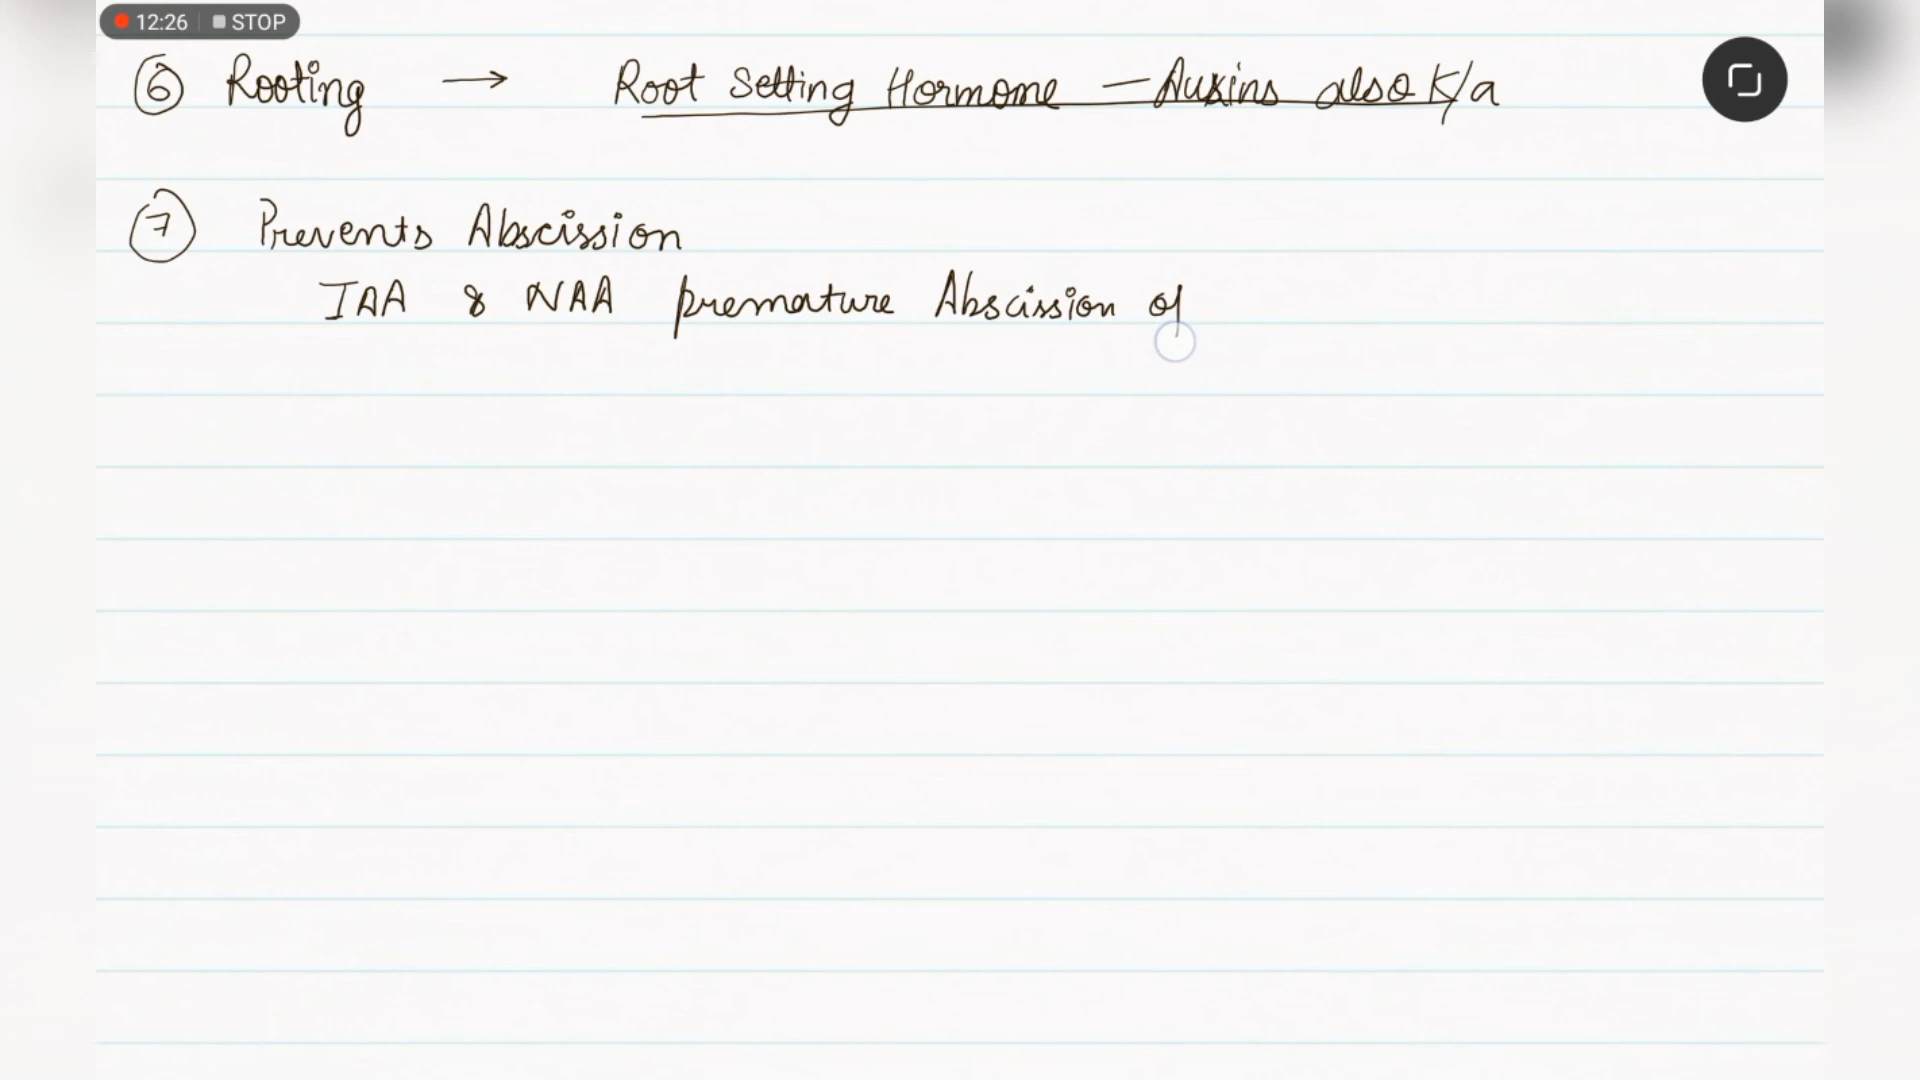 12:26 STOP
6 Rooting → Root Setting Hormone — Auxins also K/a
7 Prevents Abscission
IAA & NAA premature Abscission of